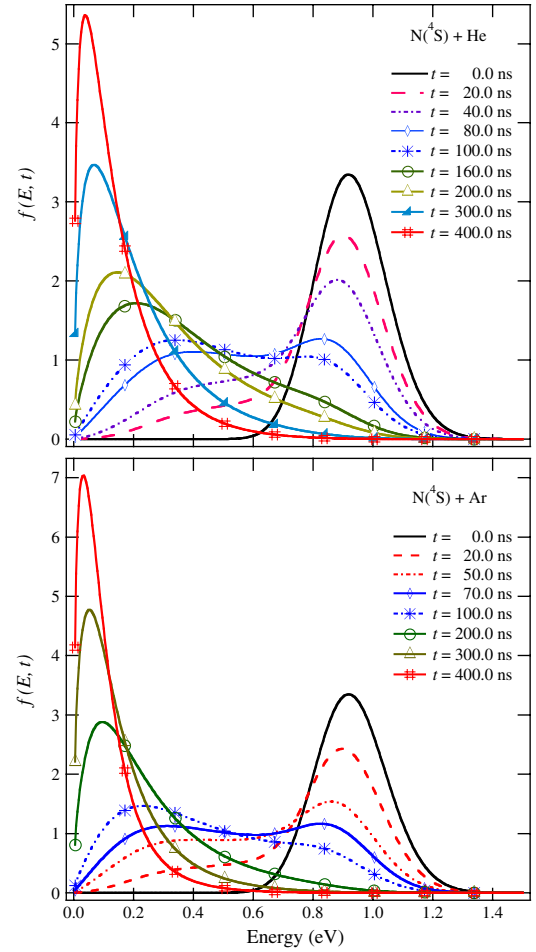 N(⁴S) + He
t = 0.0 ns
t = 20.0 ns
t = 40.0 ns
t = 80.0 ns
t = 100.0 ns
t = 160.0 ns
t = 200.0 ns
t = 300.0 ns
t = 400.0 ns
5
4
3
2
1
0
f (E, t)
N(⁴S) + Ar
t = 0.0 ns
t = 20.0 ns
t = 50.0 ns
t = 70.0 ns
t = 100.0 ns
t = 200.0 ns
t = 300.0 ns
t = 400.0 ns
7
6
5
4
3
2
1
0
f (E, t)
0.0 0.2 0.4 0.6 0.8 1.0 1.2 1.4
Energy (eV)